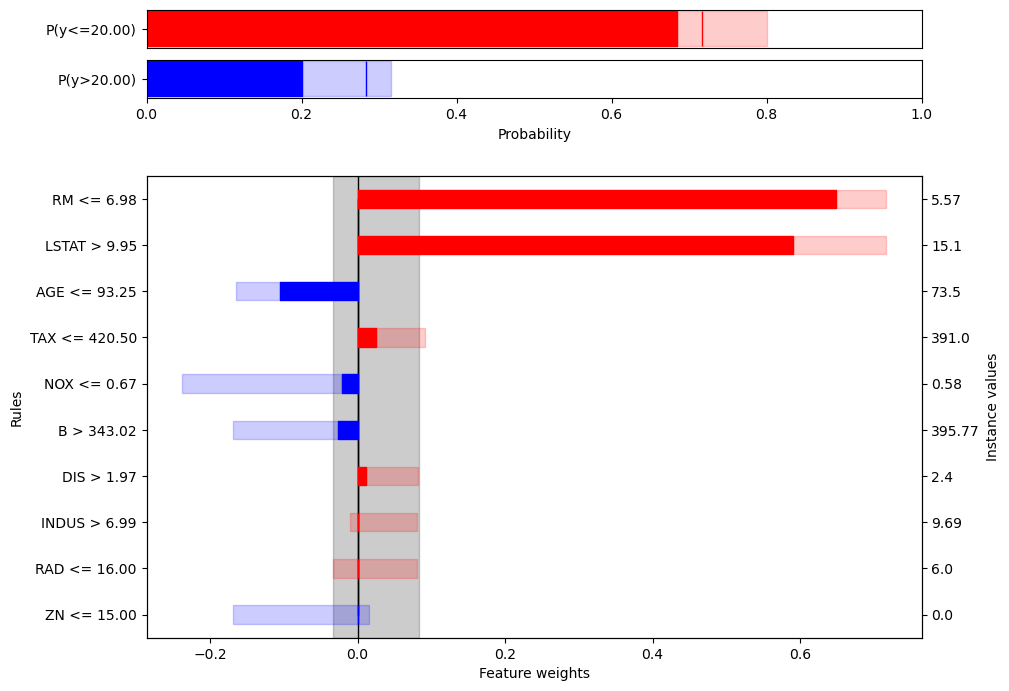 P(y<=20.00)
P(y>20.00)
0.0 0.2 0.4 0.6 0.8 1.0
Probability
RM <= 6.98 5.57
LSTAT > 9.95 15.1
AGE <= 93.25 73.5
TAX <= 420.50 391.0
NOX <= 0.67 0.58
B > 343.02 395.77
DIS > 1.97 2.4
INDUS > 6.99 9.69
RAD <= 16.00 6.0
ZN <= 15.00 0.0
Rules
Instance values
−0.2 0.0 0.2 0.4 0.6
Feature weights